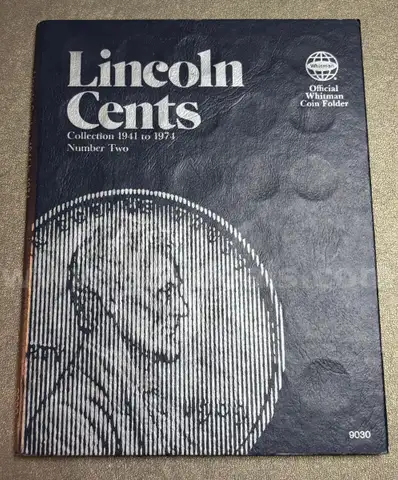 Lincoln
Cents
Collection 1941 to 1974
Number Two
Whitman
Official
Whitman
Coin Folder
9030